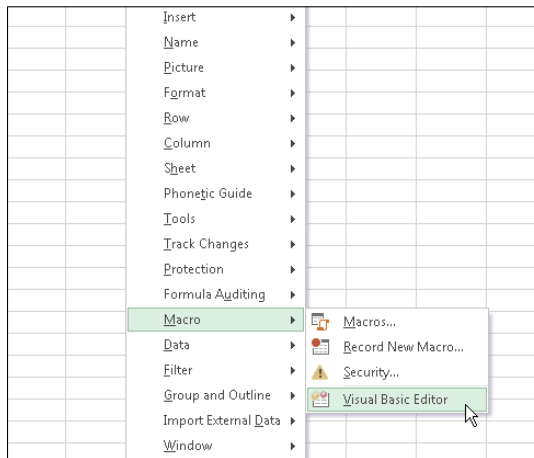 Insert
Name
Picture
Format
Row
Column
Sheet
Phonetic Guide
Tools
Track Changes
Protection
Formula Auditing
Macro
Data
Filter
Group and Outline
Import External Data
Window
Macros...
Record New Macro...
Security...
Visual Basic Editor